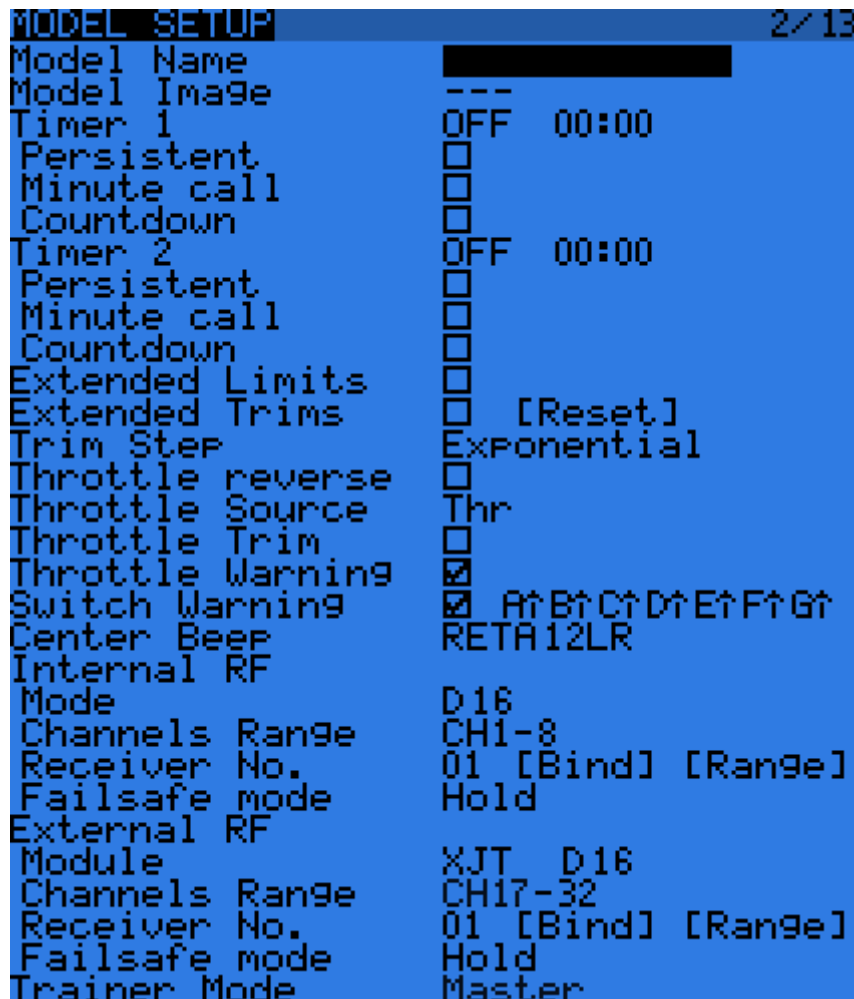 MODEL SETUP 2/13
Model Name
Model Image ---
Timer 1 OFF 00:00
Persistent
Minute call
Countdown
Timer 2 OFF 00:00
Persistent
Minute call
Countdown
Extended Limits
Extended Trims [Reset]
Trim Step Exponential
Throttle reverse
Throttle Source Thr
Throttle Trim
Throttle Warning
Switch Warning A↑B↑C↑D↑E↑F↑G↑
Center Beep RETA12LR
Internal RF
Mode D16
Channels Range CH1-8
Receiver No. 01 [Bind] [Range]
Failsafe mode Hold
External RF
Module XJT D16
Channels Range CH17-32
Receiver No. 01 [Bind] [Range]
Failsafe mode Hold
Trainer Mode Master